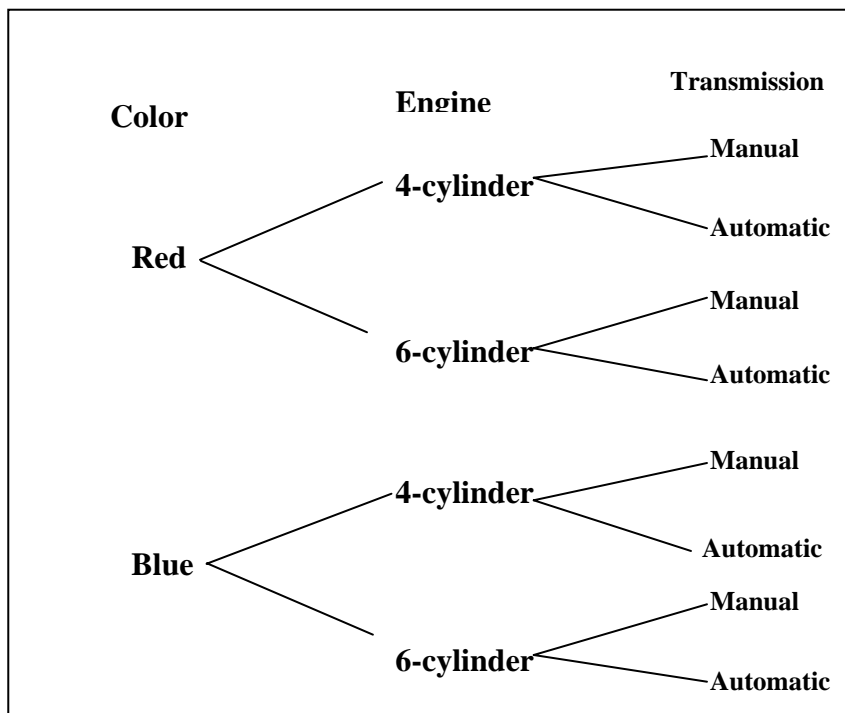 Transmission
Engine
Color
Manual
4-cylinder
Automatic
Red
Manual
6-cylinder
Automatic
Manual
4-cylinder
Automatic
Blue
Manual
6-cylinder
Automatic